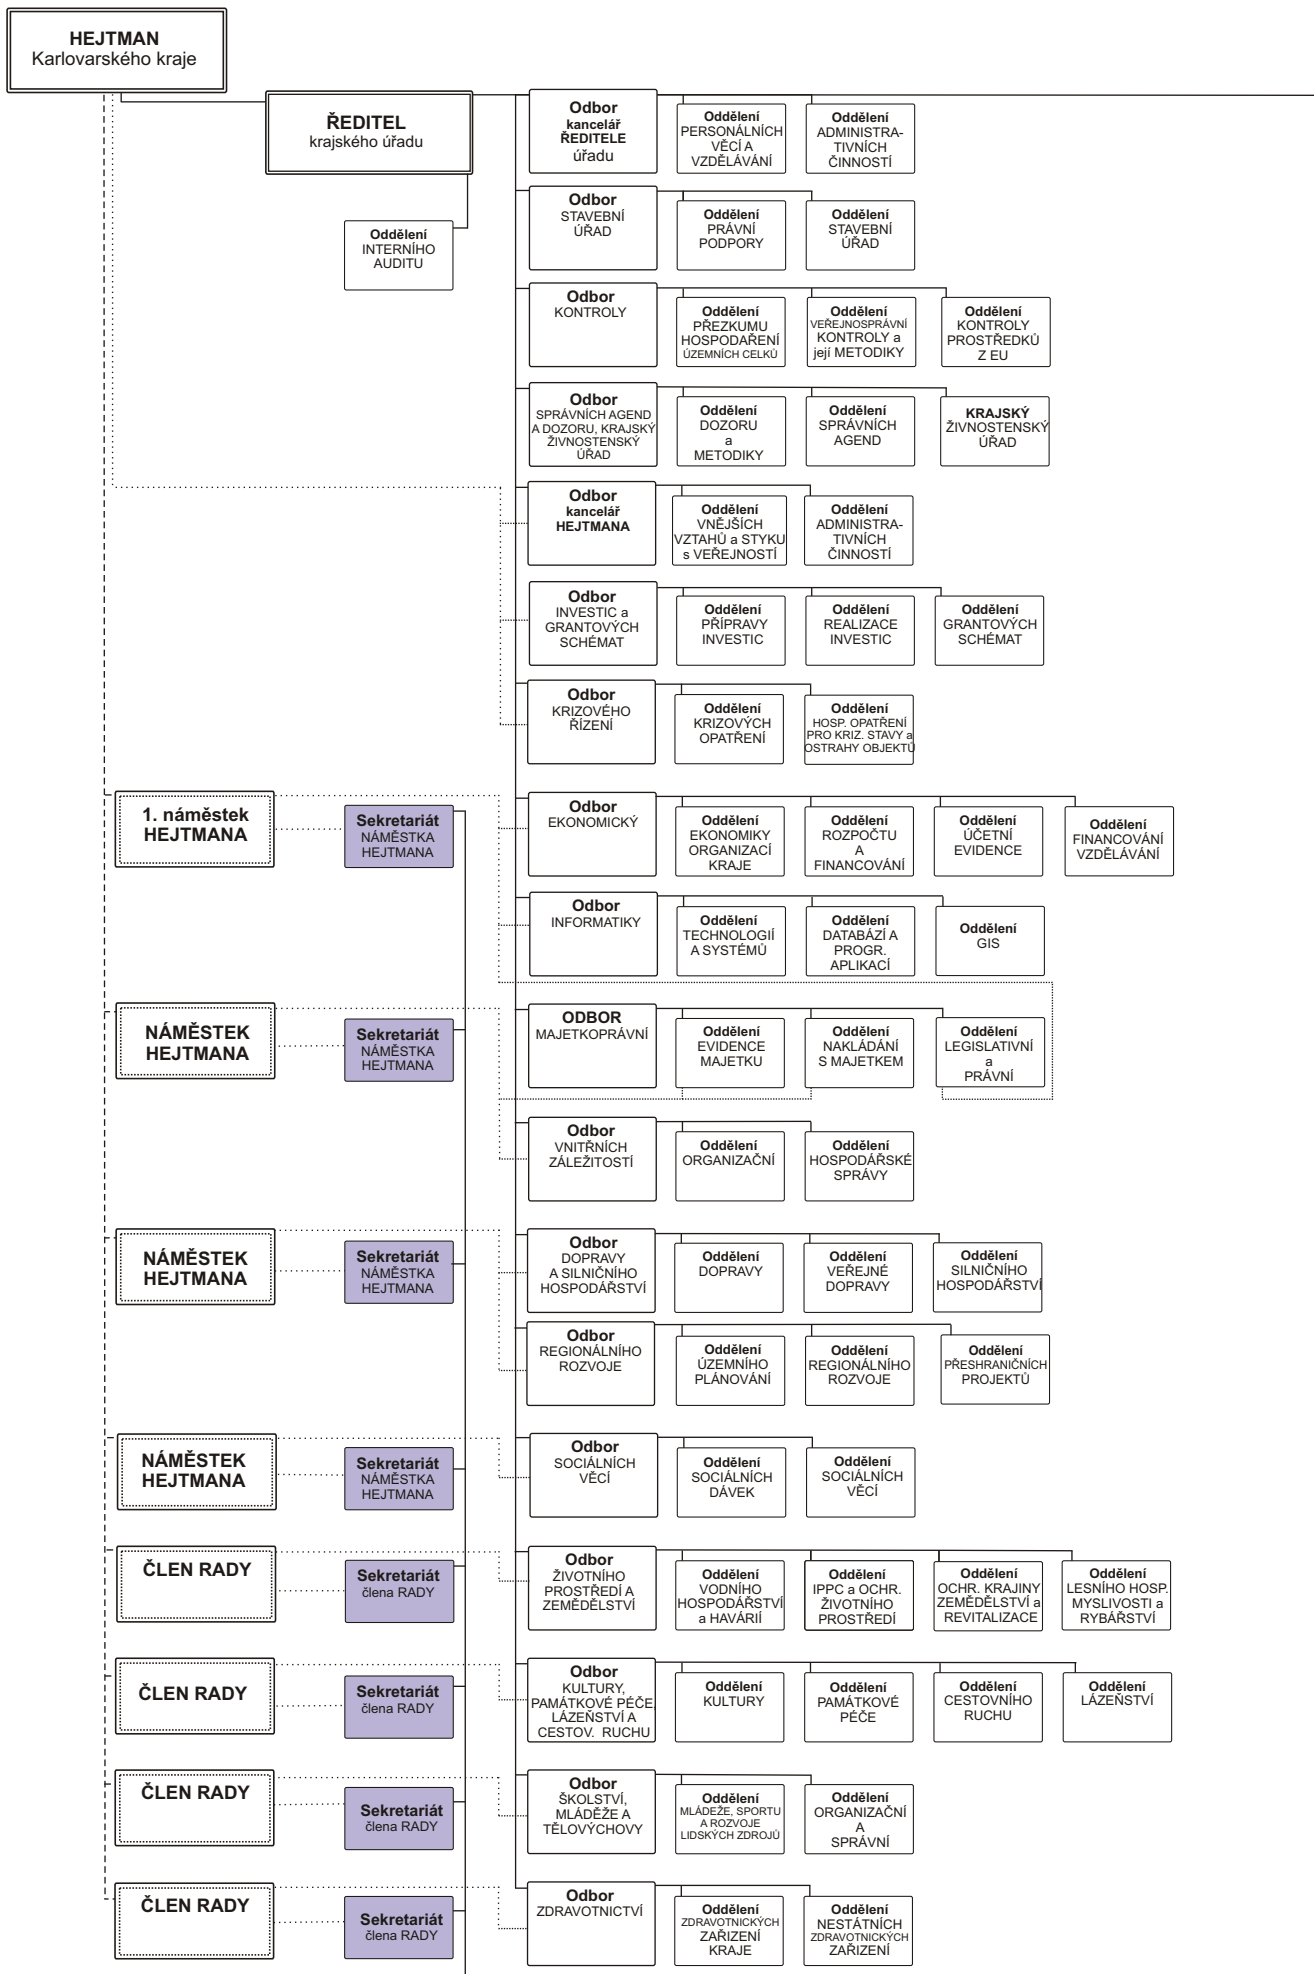 HEJTMAN
Karlovarského kraje
ŘEDITEL
krajského úřadu
Oddělení
INTERNÍHO
AUDITU
Odbor
kancelář
ŘEDITELE
úřadu
Oddělení
PERSONÁLNÍCH
VĚCÍ A
VZDĚLÁVÁNÍ
Oddělení
ADMINISTRA-
TIVNÍCH
ČINNOSTÍ
Odbor
STAVEBNÍ
ÚŘAD
Oddělení
PRÁVNÍ
PODPORY
Oddělení
STAVEBNÍ
ÚŘAD
Odbor
KONTROLY
Oddělení
PŘEZKUMU
HOSPODAŘENÍ
ÚZEMNÍCH CELKŮ
Oddělení
VEŘEJNOSPRÁVNÍ
KONTROLY a
její METODIKY
Oddělení
KONTROLY
PROSTŘEDKŮ
Z EU
Odbor
SPRÁVNÍCH AGEND
A DOZORU, KRAJSKÝ
ŽIVNOSTENSKÝ
ÚŘAD
Oddělení
DOZORU
a
METODIKY
Oddělení
SPRÁVNÍCH
AGEND
KRAJSKÝ
ŽIVNOSTENSKÝ
ÚŘAD
Odbor
kancelář
HEJTMANA
Oddělení
VNĚJŠÍCH
VZTAHŮ a STYKU
s VEŘEJNOSTÍ
Oddělení
ADMINISTRA-
TIVNÍCH
ČINNOSTÍ
Odbor
INVESTIC a
GRANTOVÝCH
SCHÉMAT
Oddělení
PŘÍPRAVY
INVESTIC
Oddělení
REALIZACE
INVESTIC
Oddělení
GRANTOVÝCH
SCHÉMAT
Odbor
KRIZOVÉHO
ŘÍZENÍ
Oddělení
KRIZOVÝCH
OPATŘENÍ
Oddělení
HOSP. OPATŘENÍ
PRO KRIZ. STAVY a
OSTRAHY OBJEKTŮ
1. náměstek
HEJTMANA
Sekretariát
NÁMĚSTKA
HEJTMANA
Odbor
EKONOMICKÝ
Oddělení
EKONOMIKY
ORGANIZACÍ
KRAJE
Oddělení
ROZPOČTU
A
FINANCOVÁNÍ
Oddělení
ÚČETNÍ
EVIDENCE
Oddělení
FINANCOVÁNÍ
VZDĚLÁVÁNÍ
Odbor
INFORMATIKY
Oddělení
TECHNOLOGIÍ
A SYSTÉMŮ
Oddělení
DATABÁZÍ A
PROGR.
APLIKACÍ
Oddělení
GIS
NÁMĚSTEK
HEJTMANA
Sekretariát
NÁMĚSTKA
HEJTMANA
ODBOR
MAJETKOPRÁVNÍ
Oddělení
EVIDENCE
MAJETKU
Oddělení
NAKLÁDÁNÍ
S MAJETKEM
Oddělení
LEGISLATIVNÍ
a
PRÁVNÍ
Odbor
VNITŘNÍCH
ZÁLEŽITOSTÍ
Oddělení
ORGANIZAČNÍ
Oddělení
HOSPODÁŘSKÉ
SPRÁVY
NÁMĚSTEK
HEJTMANA
Sekretariát
NÁMĚSTKA
HEJTMANA
Odbor
DOPRAVY
A SILNIČNÍHO
HOSPODÁŘSTVÍ
Oddělení
DOPRAVY
Oddělení
VEŘEJNÉ
DOPRAVY
Oddělení
SILNIČNÍHO
HOSPODÁŘSTVÍ
Odbor
REGIONÁLNÍHO
ROZVOJE
Oddělení
ÚZEMNÍHO
PLÁNOVÁNÍ
Oddělení
REGIONÁLNÍHO
ROZVOJE
Oddělení
PŘESHRANIČNÍCH
PROJEKTŮ
NÁMĚSTEK
HEJTMANA
Sekretariát
NÁMĚSTKA
HEJTMANA
Odbor
SOCIÁLNÍCH
VĚCÍ
Oddělení
SOCIÁLNÍCH
DÁVEK
Oddělení
SOCIÁLNÍCH
VĚCÍ
ČLEN RADY
Sekretariát
člena RADY
Odbor
ŽIVOTNÍHO
PROSTŘEDÍ A
ZEMĚDĚLSTVÍ
Oddělení
VODNÍHO
HOSPODÁŘSTVÍ
a HAVÁRIÍ
Oddělení
IPPC a OCHR.
ŽIVOTNÍHO
PROSTŘEDÍ
Oddělení
OCHR. KRAJINY
ZEMĚDĚLSTVÍ a
REVITALIZACE
Oddělení
LESNÍHO HOSP.
MYSLIVOSTI a
RYBÁŘSTVÍ
ČLEN RADY
Sekretariát
člena RADY
Odbor
KULTURY,
PAMÁTKOVÉ PÉČE,
LÁZEŇSTVÍ A
CESTOV. RUCHU
Oddělení
KULTURY
Oddělení
PAMÁTKOVÉ
PÉČE
Oddělení
CESTOVNÍHO
RUCHU
Oddělení
LÁZEŇSTVÍ
ČLEN RADY
Sekretariát
člena RADY
Odbor
ŠKOLSTVÍ,
MLÁDĚŽE A
TĚLOVÝCHOVY
Oddělení
MLÁDEŽE, SPORTU
A ROZVOJE
LIDSKÝCH ZDROJŮ
Oddělení
ORGANIZAČNÍ
A
SPRÁVNÍ
ČLEN RADY
Sekretariát
člena RADY
Odbor
ZDRAVOTNICTVÍ
Oddělení
ZDRAVOTNICKÝCH
ZAŘIZENÍ
KRAJE
Oddělení
NESTÁTNÍCH
ZDRAVOTNICKÝCH
ZAŘÍZENÍ